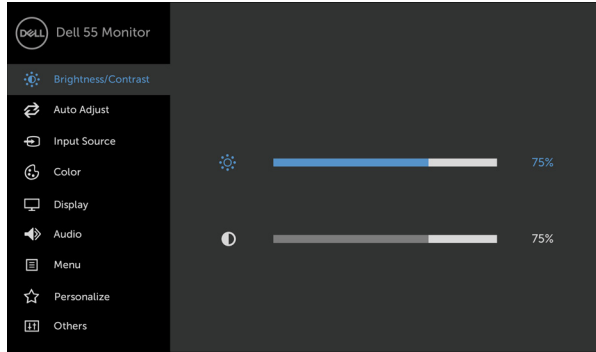 DELL Dell 55 Monitor
Brightness/Contrast
Auto Adjust
Input Source
75%
Color
Display
Audio
75%
Menu
Personalize
Others